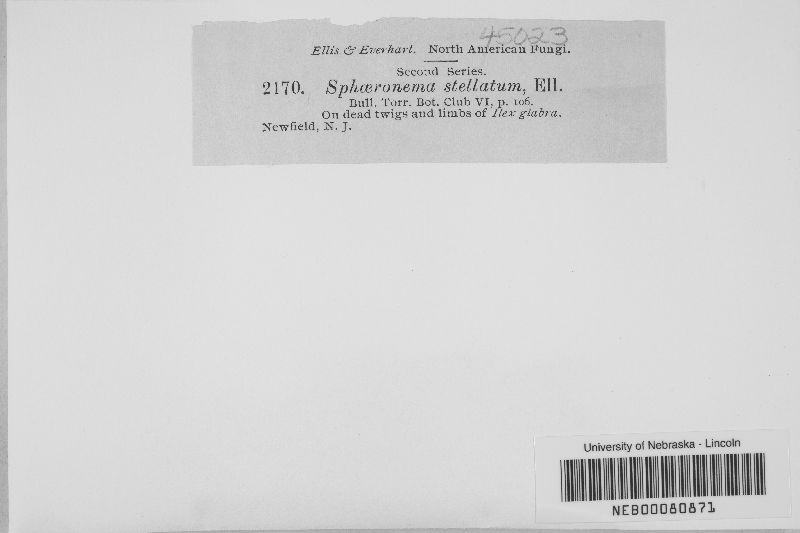 45023
Ellis & Everhart. North American Fungi.
Second Series.
2170. Sphæronema stellatum, Ell.
Bull. Torr. Bot. Club VI, p. 106.
On dead twigs and limbs of Ilex glabra.
Newfield, N. J.
University of Nebraska - Lincoln
NEB00080871